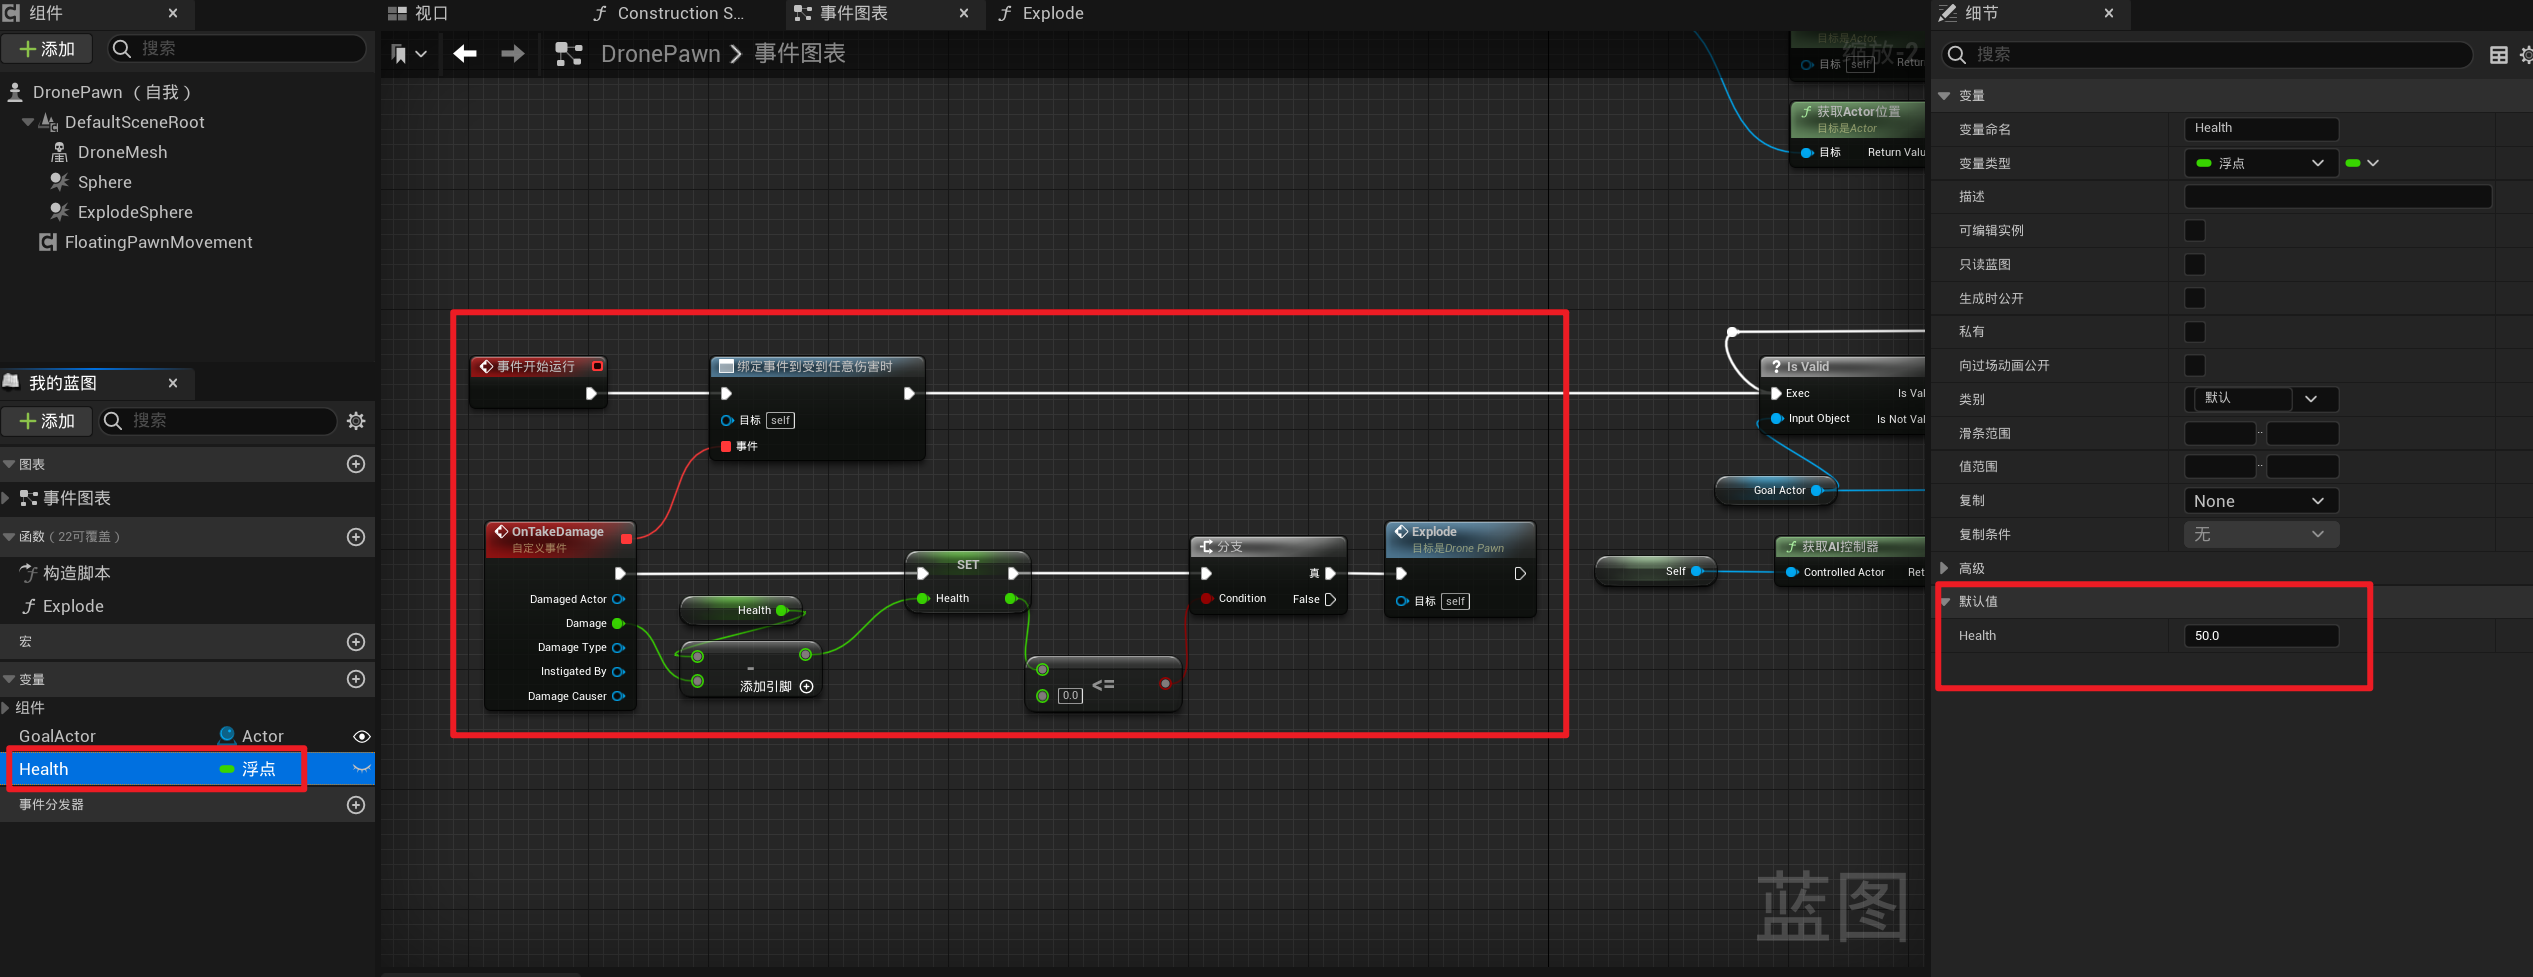 组件
添加
搜索
DronePawn （自我）
DefaultSceneRoot
DroneMesh
Sphere
ExplodeSphere
FloatingPawnMovement
我的蓝图
添加
搜索
图表
事件图表
函数（22可覆盖）
构造脚本
Explode
宏
变量
组件
GoalActor
Actor
Health
浮点
事件分发器
视口
Construction S...
事件图表
Explode
DronePawn
事件图表
缩放-2
目标是Actor
目标
self
Return
获取Actor位置
目标是Actor
目标
Return Valu
事件开始运行
绑定事件到受到任意伤害时
目标
self
事件
Is Valid
Exec
Is Val
Input Object
Is Not Va
Goal Actor
OnTakeDamage
自定义事件
Damaged Actor
Damage
Damage Type
Instigated By
Damage Causer
Health
-
添加引脚
SET
Health
0.0
<=
分支
真
Condition
False
Explode
目标是Drone Pawn
目标
self
Self
获取AI控制器
Controlled Actor
Ret
蓝图
细节
搜索
变量
变量命名
Health
变量类型
浮点
描述
可编辑实例
只读蓝图
生成时公开
私有
向过场动画公开
类别
默认
滑条范围
值范围
复制
None
复制条件
无
高级
默认值
Health
50.0